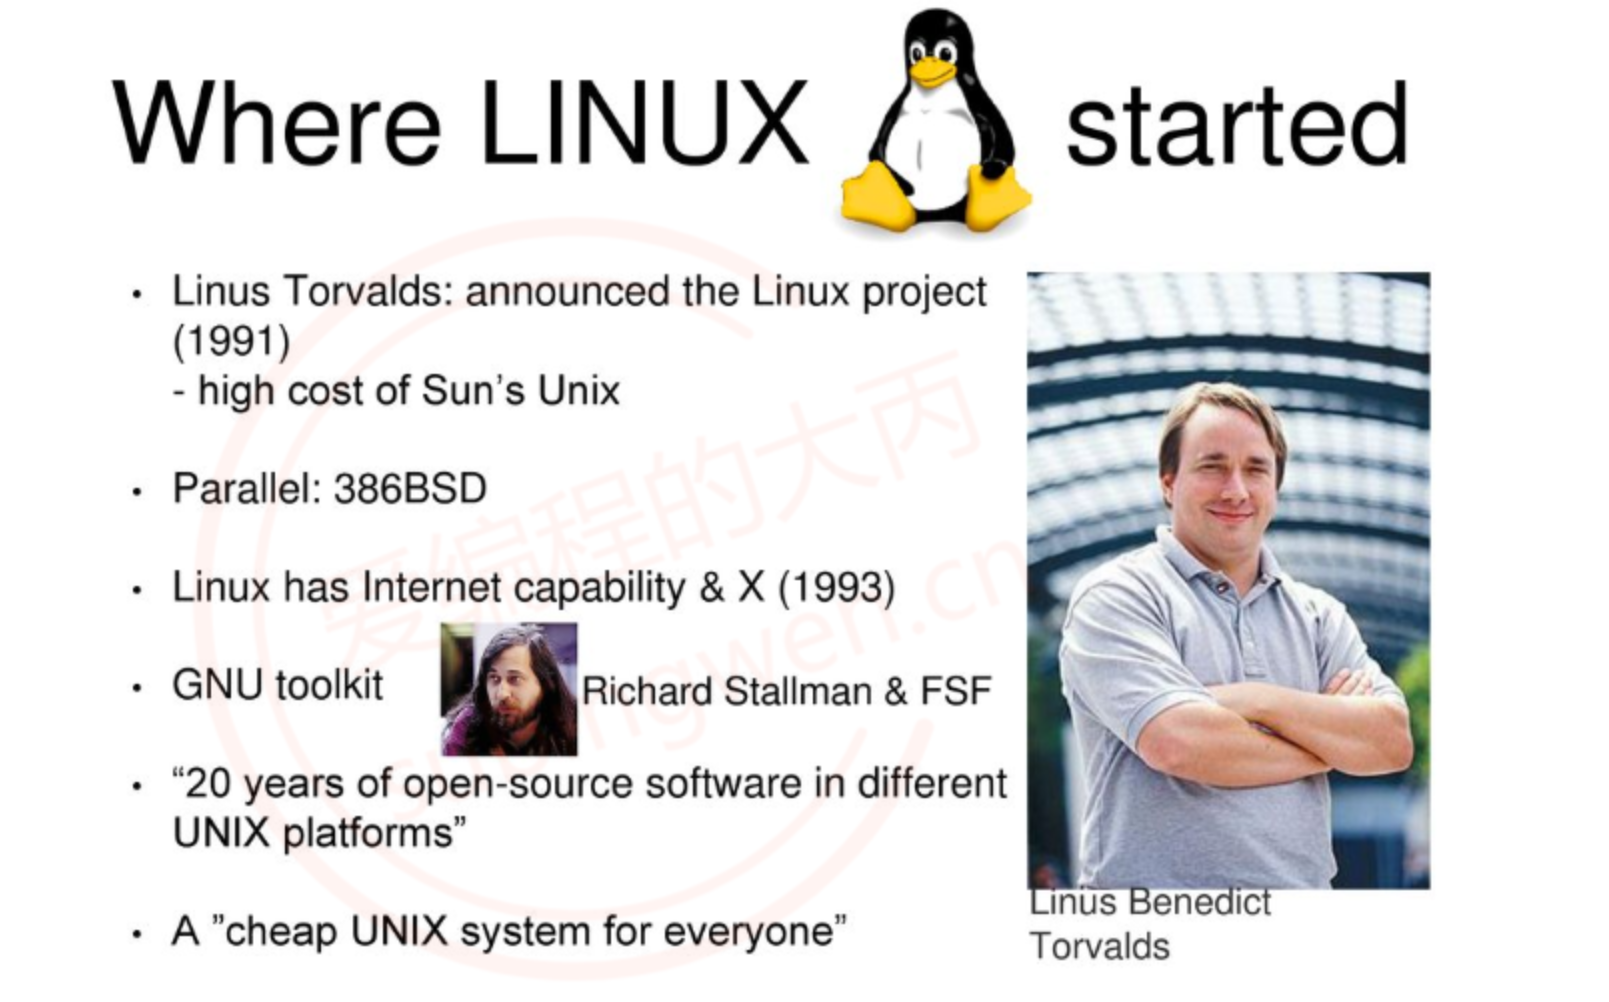 Where LINUX started
• Linus Torvalds: announced the Linux project
(1991)
- high cost of Sun’s Unix
• Parallel: 386BSD
• Linux has Internet capability & X (1993)
• GNU toolkit
Richard Stallman & FSF
• “20 years of open-source software in different
UNIX platforms”
• A ”cheap UNIX system for everyone”
Linus Benedict
Torvalds
爱编程的大丙